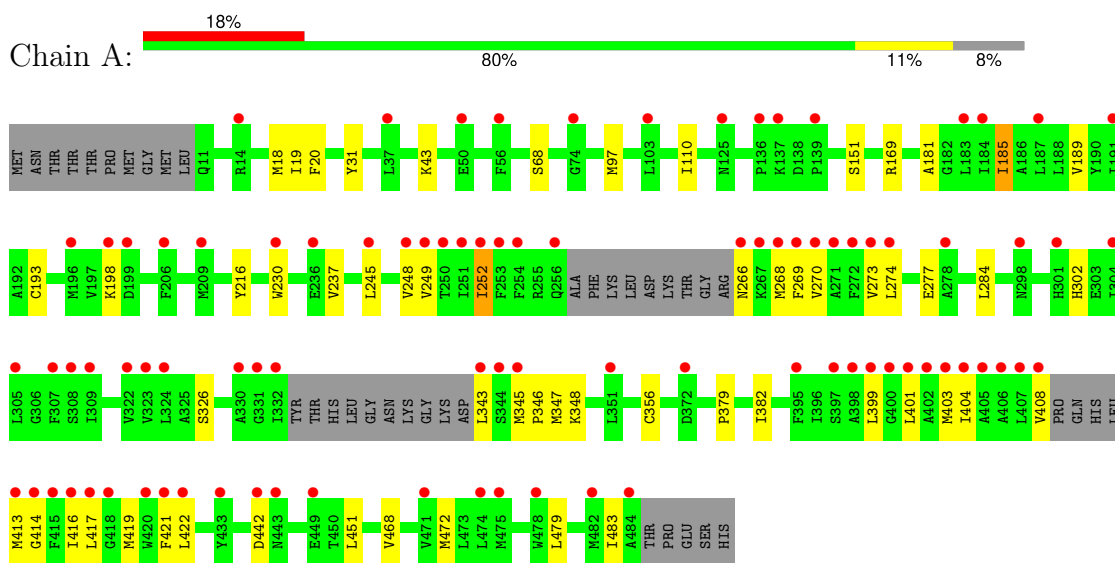 18%
Chain A:
80% 11% 8%
MET ASN THR THR THR PRO MET GLY MET LEU Q11 R14 M18 I19 F20 Y31 L37 K43 E50 F56 S68 G74 M97 L103 I110 N125 P136 K137 D138 P139 S151 R169 A181 G182 L183 I184 I185 A186 L187 L188 V189 Y190 I191
A192 C193 M196 V197 K198 D199 F206 M209 Y216 W230 E236 V237 L245 V248 V249 T250 I251 I252 F253 F254 R255 Q256 ALA PHE LYS LEU ASP LYS THR GLY ARG N266 K267 M268 F269 V270 A271 F272 V273 L274 E277 A278 L284 N298 H301 H302 E303 I304
L305 G306 F307 S308 I309 V322 V323 L324 A325 S326 A330 G331 I332 TYR THR HIS LEU GLY ASN LYS GLY LYS ASP L343 S344 M345 P346 M347 K348 L351 C356 D372 P379 I382 F395 I396 S397 A398 L399 G400 L401 A402 M403 I404 A405 A406 L407 V408 PRO GLN HIS LEU
M413 G414 F415 I416 L417 G418 M419 W420 F421 L422 Y433 D442 N443 E449 T450 L451 V468 V471 M472 L473 L474 M475 W478 L479 M482 I483 A484 THR PRO GLU SER HIS